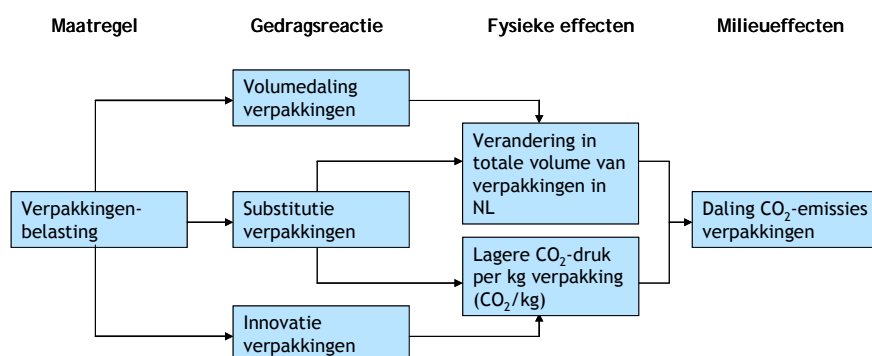 Maatregel
Gedragsreactie
Fysieke effecten
Milieueffecten
Volumedaling
verpakkingen
Verandering in
totale volume van
verpakkingen in
NL
Verpakkingen-
belasting
Substitutie
verpakkingen
Daling CO₂-emissies
verpakkingen
Lagere CO₂-druk
per kg verpakking
(CO₂/kg)
Innovatie
verpakkingen